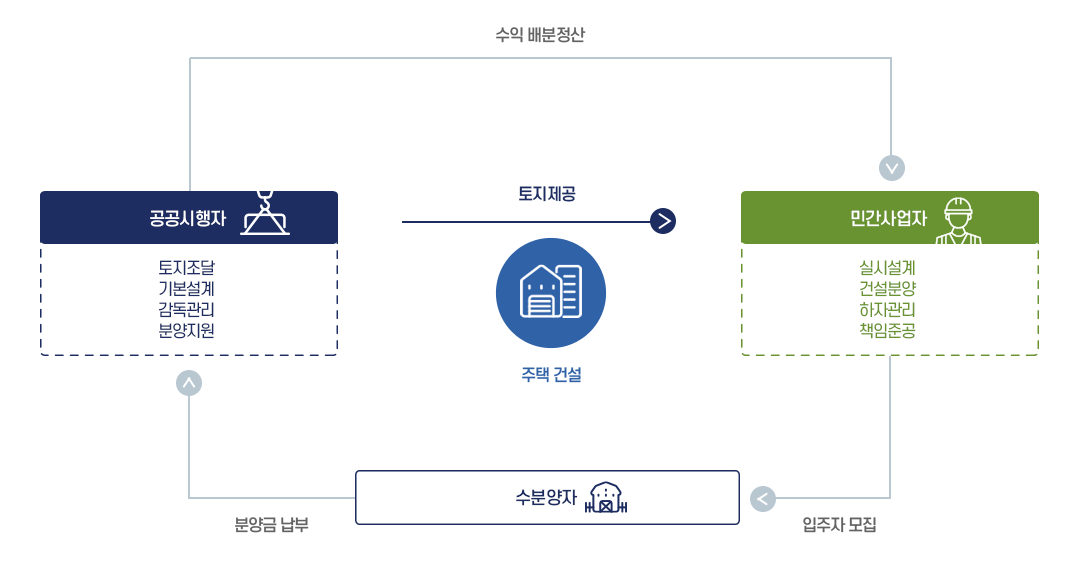 수익 배분정산
공공시행자
토지조달
기본설계
감독관리
분양지원
토지제공
주택 건설
민간사업자
실시설계
건설분양
하자관리
책임준공
수분양자
분양금 납부
입주자 모집